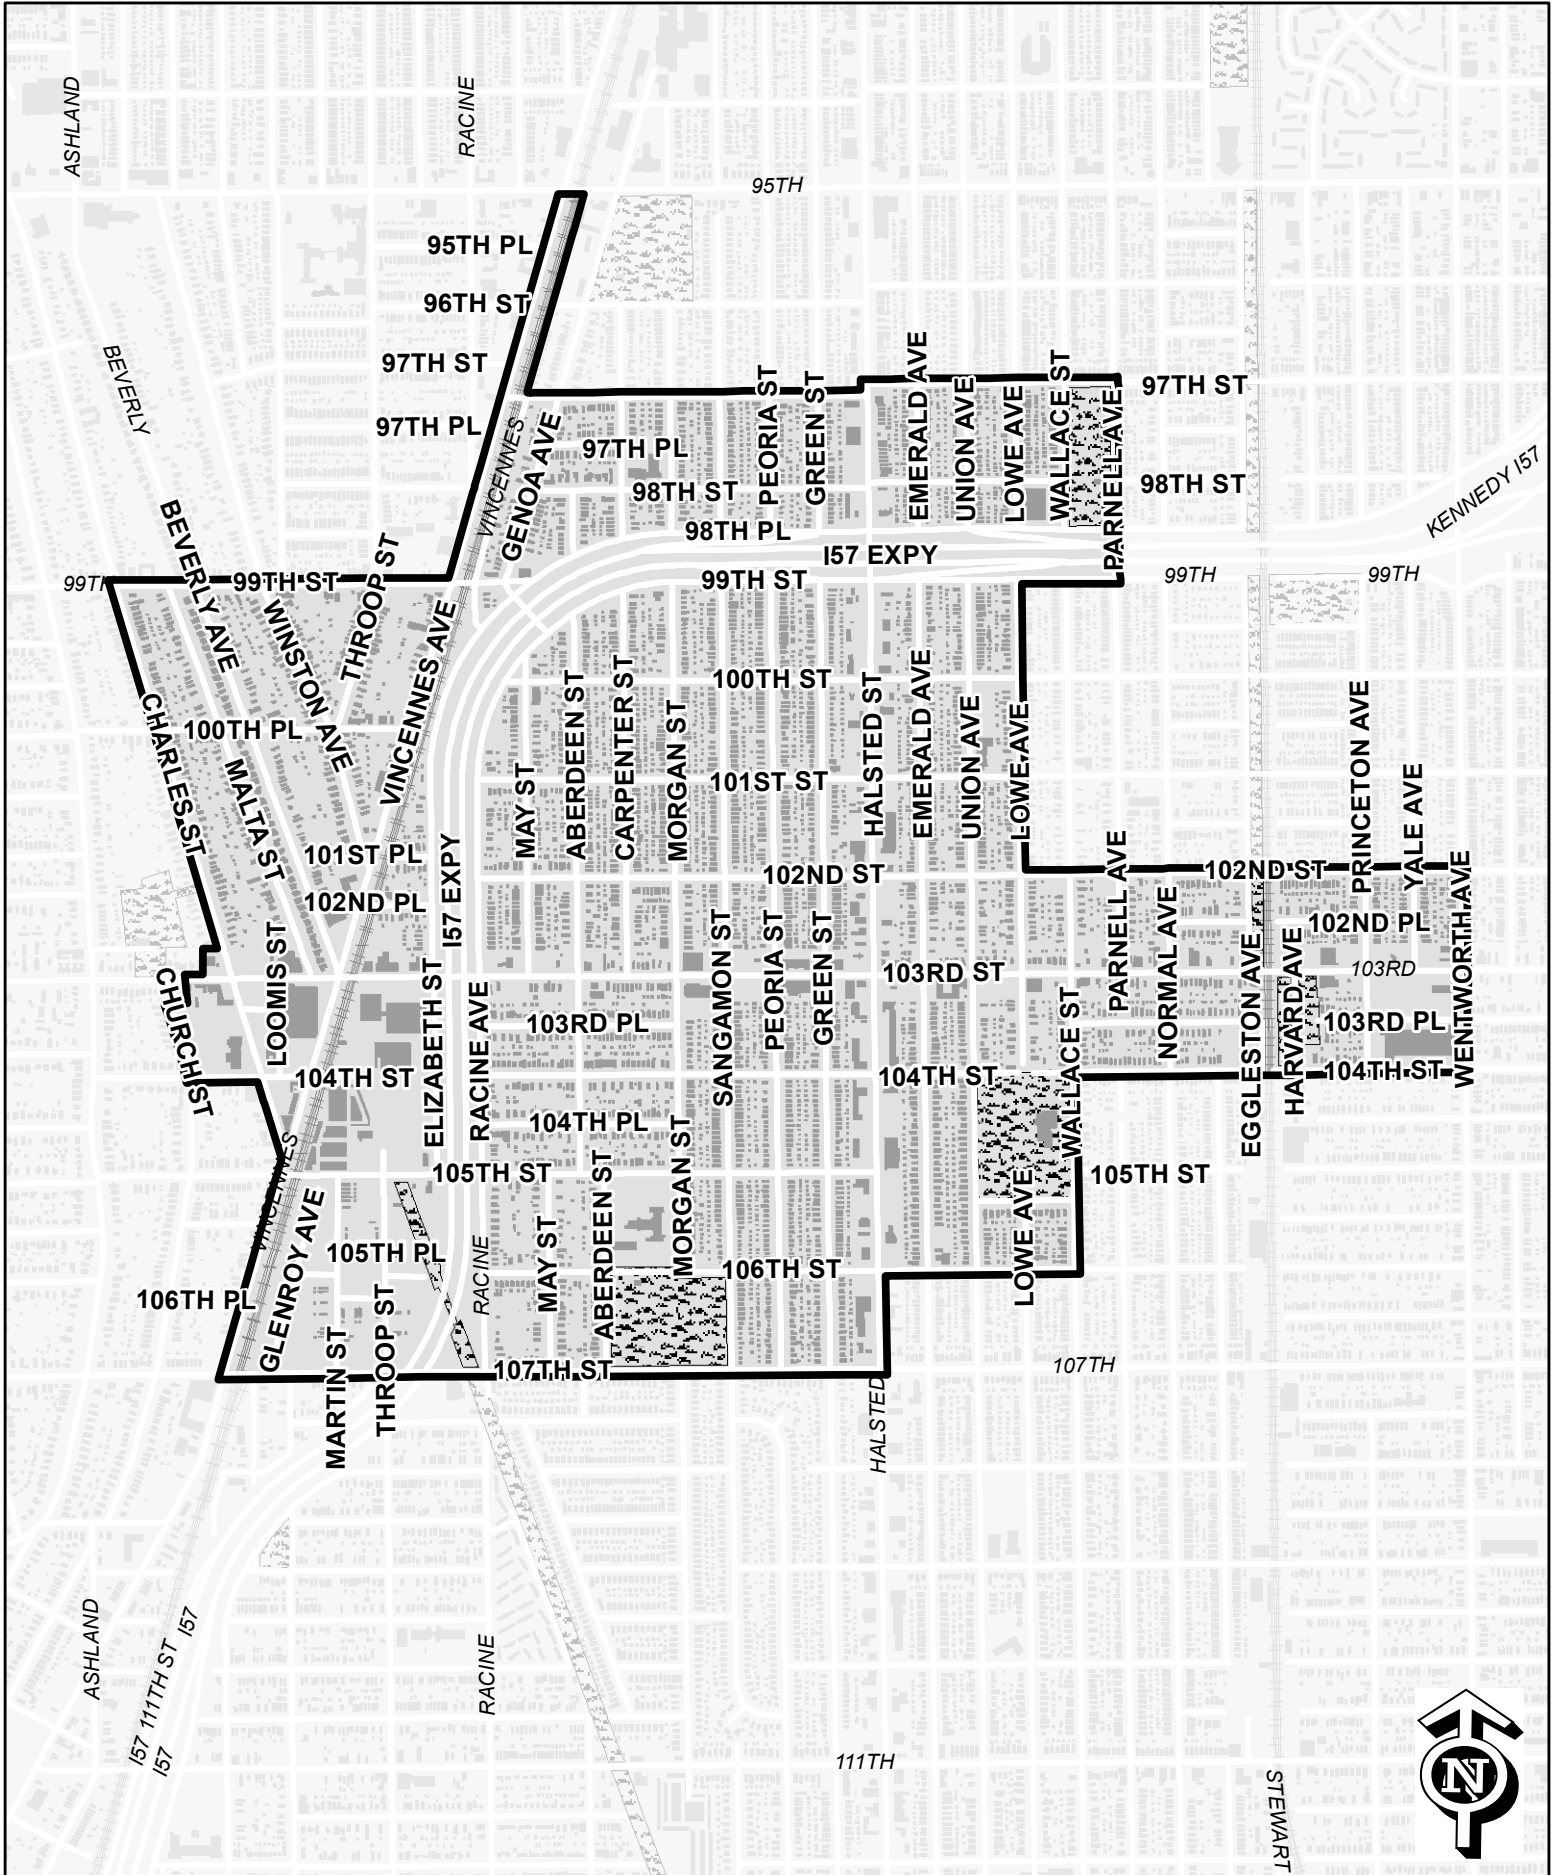 ASHLAND
RACINE
95TH
95TH PL
96TH ST
97TH ST
97TH PL
BEVERLY
VINCENNES
GENOA AVE
97TH PL
98TH ST
98TH PL
PEORIA ST
GREEN ST
EMERALD AVE
UNION AVE
LOWE AVE
WALLACE ST
PARNELL AVE
97TH ST
98TH ST
KENNEDY I57
I57 EXPY
99TH
99TH ST
99TH ST
99TH
99TH
BEVERLY AVE
WINSTON AVE
THROOP ST
VINCENNES AVE
CHARLES ST
100TH PL
MALTA ST
100TH ST
101ST ST
MAY ST
ABERDEEN ST
CARPENTER ST
MORGAN ST
HALSTED ST
EMERALD AVE
UNION AVE
LOWE AVE
PRINCETON AVE
YALE AVE
101ST PL
102ND PL
I57 EXPY
102ND ST
102ND ST
PARNELL AVE
NORMAL AVE
102ND PL
WENTWORTH AVE
CHURCH ST
LOOMIS ST
ELIZABETH ST
RACINE AVE
103RD PL
SANGAMON ST
PEORIA ST
GREEN ST
103RD ST
103RD
EGGLESTON AVE
HARVARD AVE
103RD PL
WALLACE ST
104TH ST
104TH ST
104TH ST
104TH PL
MORGAN ST
105TH ST
105TH ST
VINCENNES
GLENROY AVE
105TH PL
RACINE
MAY ST
ABERDEEN ST
106TH ST
LOWE AVE
106TH PL
MARTIN ST
THROOP ST
107TH ST
107TH
HALSTED
ASHLAND
RACINE
I57 111TH ST I57
I57
111TH
STEWART
N